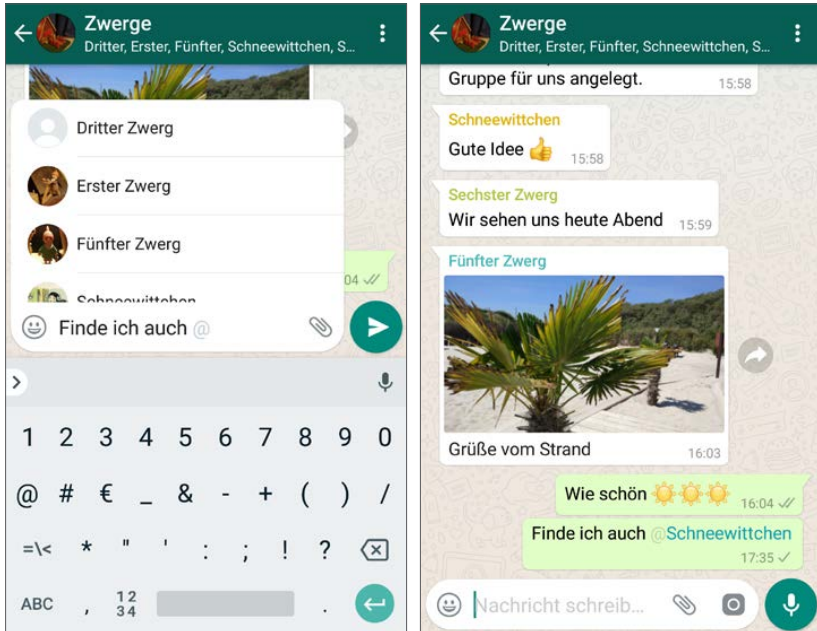 Zwerge
Dritter, Erster, Fünfter, Schneewittchen, S...
Dritter Zwerg
Erster Zwerg
Fünfter Zwerg
Schneewittchen
04
Finde ich auch @
1 2 3 4 5 6 7 8 9 0
@ # € _ & - + ( ) /
=\< * " ' : ; ! ?
ABC , 12 34 .
Zwerge
Dritter, Erster, Fünfter, Schneewittchen, S...
Gruppe für uns angelegt.
15:58
Schneewittchen
Gute Idee 👍
15:58
Sechster Zwerg
Wir sehen uns heute Abend
15:59
Fünfter Zwerg
Grüße vom Strand
16:03
Wie schön ☀️☀️☀️
16:04
Finde ich auch @Schneewittchen
17:35
Nachricht schreib...